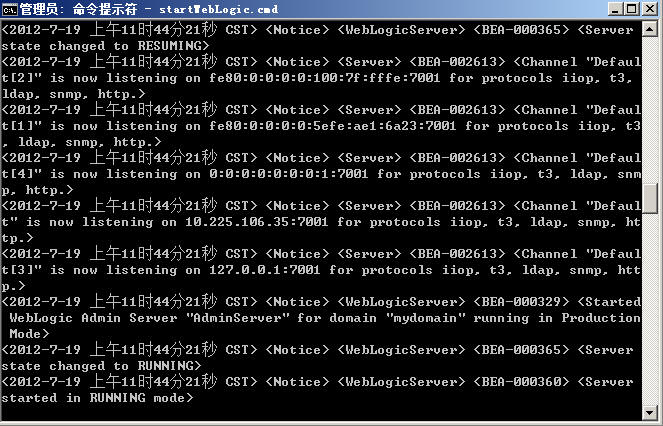 管理员: 命令提示符 - startWebLogic.cmd
<2012-7-19 上午11时44分21秒 CST> <Notice> <WebLogicServer> <BEA-000365> <Server
state changed to RESUMING>
<2012-7-19 上午11时44分21秒 CST> <Notice> <Server> <BEA-002613> <Channel "Defaul
t[2]" is now listening on fe80:0:0:0:0:100:7f:fffe:7001 for protocols iiop, t3,
ldap, snmp, http.>
<2012-7-19 上午11时44分21秒 CST> <Notice> <Server> <BEA-002613> <Channel "Defaul
t[1]" is now listening on fe80:0:0:0:0:5efe:ae1:6a23:7001 for protocols iiop, t3
, ldap, snmp, http.>
<2012-7-19 上午11时44分21秒 CST> <Notice> <Server> <BEA-002613> <Channel "Defaul
t[4]" is now listening on 0:0:0:0:0:0:0:1:7001 for protocols iiop, t3, ldap, snm
p, http.>
<2012-7-19 上午11时44分21秒 CST> <Notice> <Server> <BEA-002613> <Channel "Defaul
t" is now listening on 10.225.106.35:7001 for protocols iiop, t3, ldap, snmp, ht
tp.>
<2012-7-19 上午11时44分21秒 CST> <Notice> <Server> <BEA-002613> <Channel "Defaul
t[3]" is now listening on 127.0.0.1:7001 for protocols iiop, t3, ldap, snmp, htt
p.>
<2012-7-19 上午11时44分21秒 CST> <Notice> <WebLogicServer> <BEA-000329> <Started
WebLogic Admin Server "AdminServer" for domain "mydomain" running in Production
Mode>
<2012-7-19 上午11时44分21秒 CST> <Notice> <WebLogicServer> <BEA-000365> <Server
state changed to RUNNING>
<2012-7-19 上午11时44分21秒 CST> <Notice> <WebLogicServer> <BEA-000360> <Server
started in RUNNING mode>